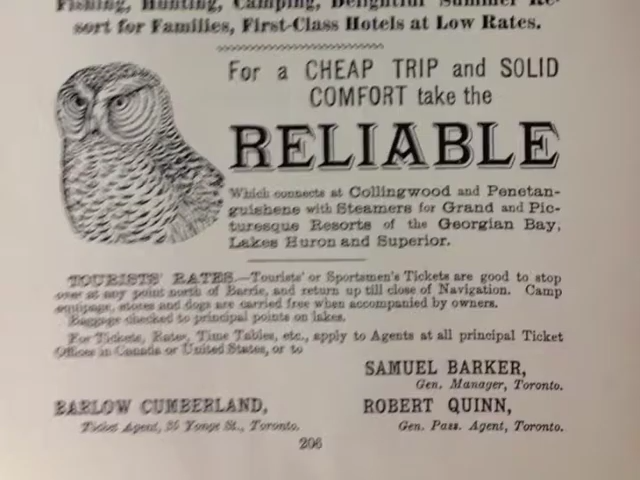 Fishing, Hunting, Camping, Delightful Summer Re-
sort for Families, First-Class Hotels at Low Rates.
For a CHEAP TRIP and SOLID
COMFORT take the
RELIABLE
Which connects at Collingwood and Penetan-
guishene with Steamers for Grand and Pic-
turesque Resorts of the Georgian Bay,
Lakes Huron and Superior.
TOURISTS' RATES.—Tourists' or Sportsmen's Tickets are good to stop
over at any point north of Barrie, and return up till close of Navigation. Camp
equipage, stores and dogs are carried free when accompanied by owners.
Baggage checked to principal points on lakes.
For Tickets, Rates, Time Tables, etc., apply to Agents at all principal Ticket
Offices in Canada or United States, or to
SAMUEL BARKER,
Gen. Manager, Toronto.
BARLOW CUMBERLAND,
Ticket Agent, 35 Yonge St., Toronto.
ROBERT QUINN,
Gen. Pass. Agent, Toronto.
206